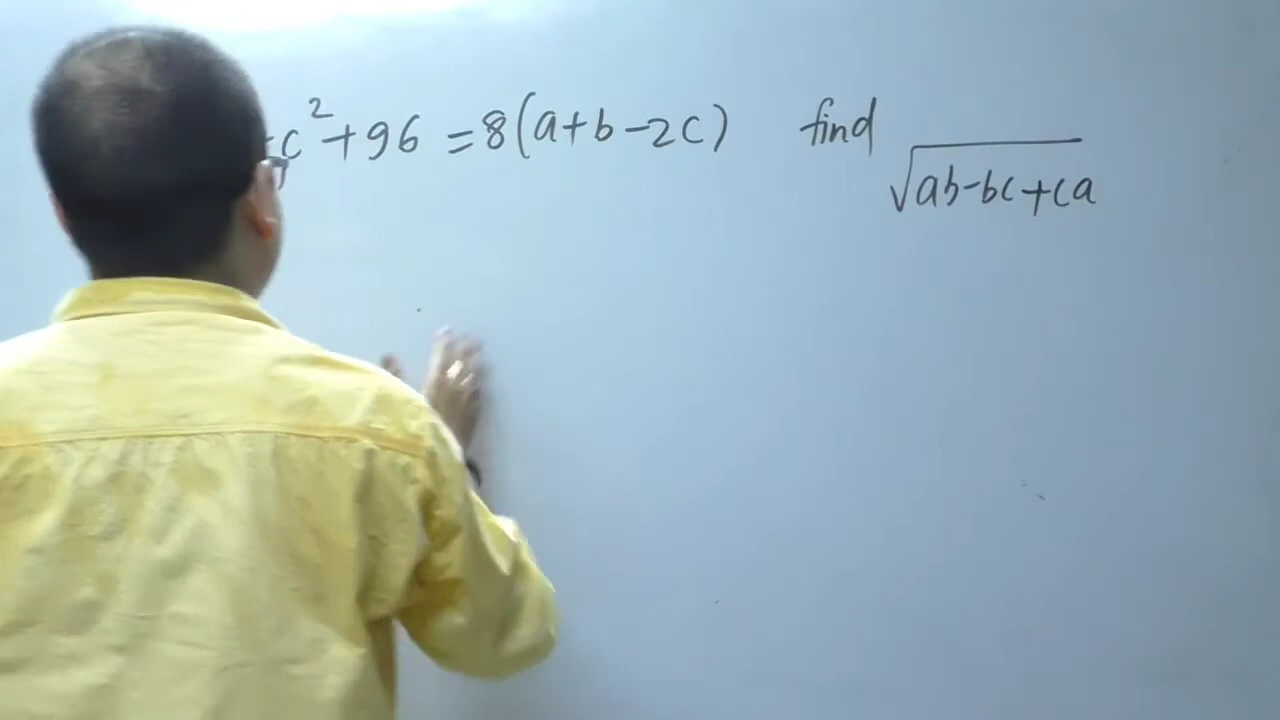 +c²+96 =8(a+b-2c) find √ab-bc+ca